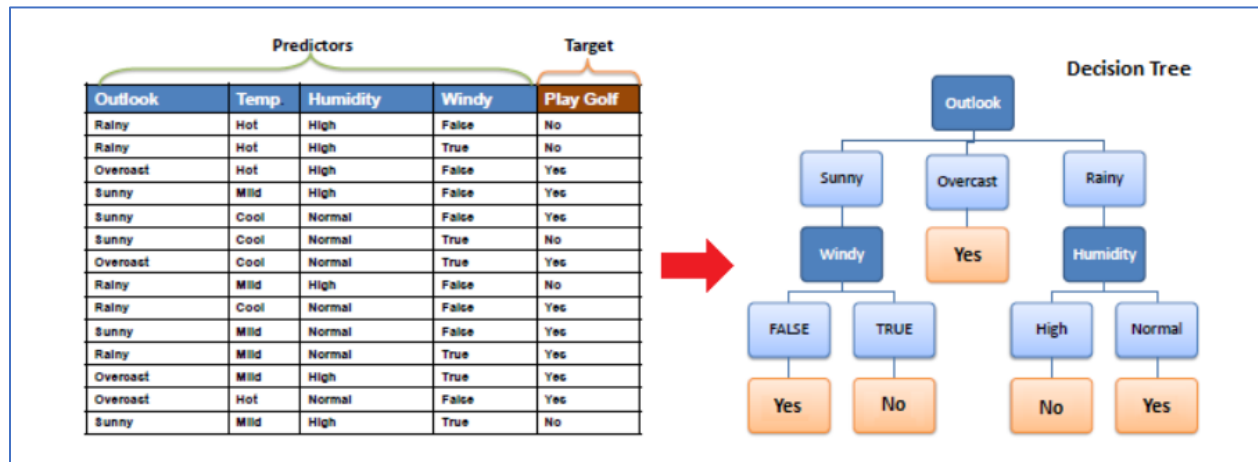 Predictors Target
Outlook Temp. Humidity Windy Play Golf
Rainy Hot High False No
Rainy Hot High True No
Overcast Hot High False Yes
Sunny Mild High False Yes
Sunny Cool Normal False Yes
Sunny Cool Normal True No
Overcast Cool Normal True Yes
Rainy Mild High False No
Rainy Cool Normal False Yes
Sunny Mild Normal False Yes
Rainy Mild Normal True Yes
Overcast Mild High True Yes
Overcast Hot Normal False Yes
Sunny Mild High True No
Decision Tree
Outlook
Sunny Overcast Rainy
Windy Yes Humidity
FALSE TRUE High Normal
Yes No No Yes